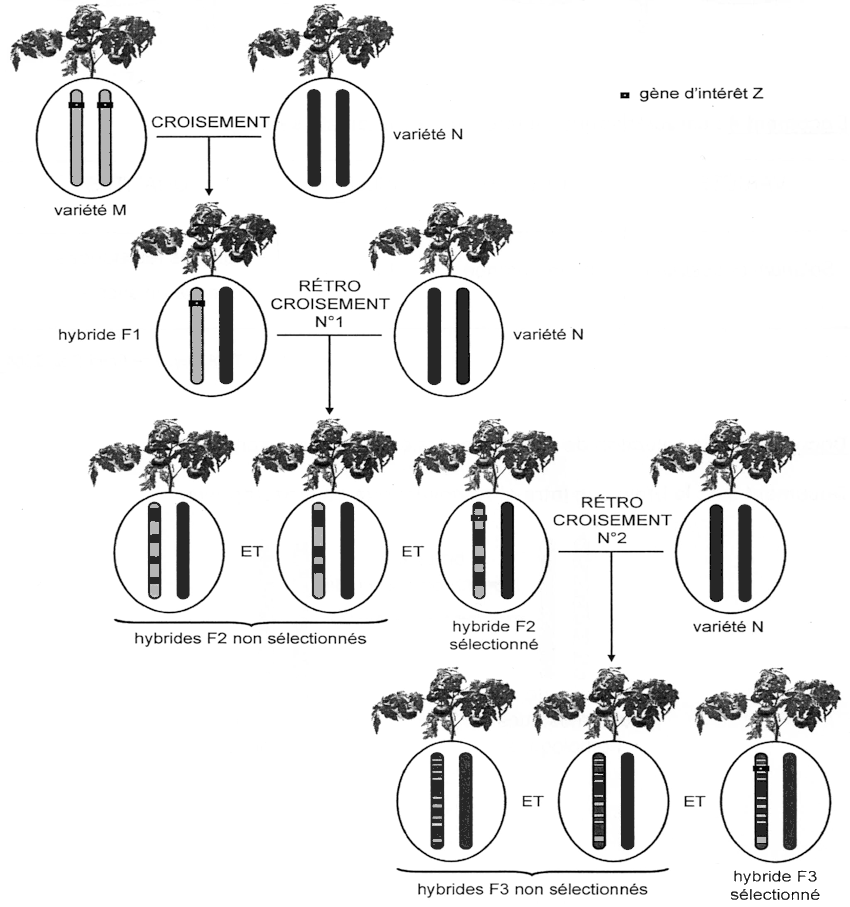 gène d'intérêt Z
CROISEMENT
variété N
variété M
RÉTRO
CROISEMENT
N°1
hybride F1
variété N
RÉTRO
CROISEMENT
N°2
ET
ET
hybrides F2 non sélectionnés
hybride F2
sélectionné
variété N
ET
ET
hybrides F3 non sélectionnés
hybride F3
sélectionné